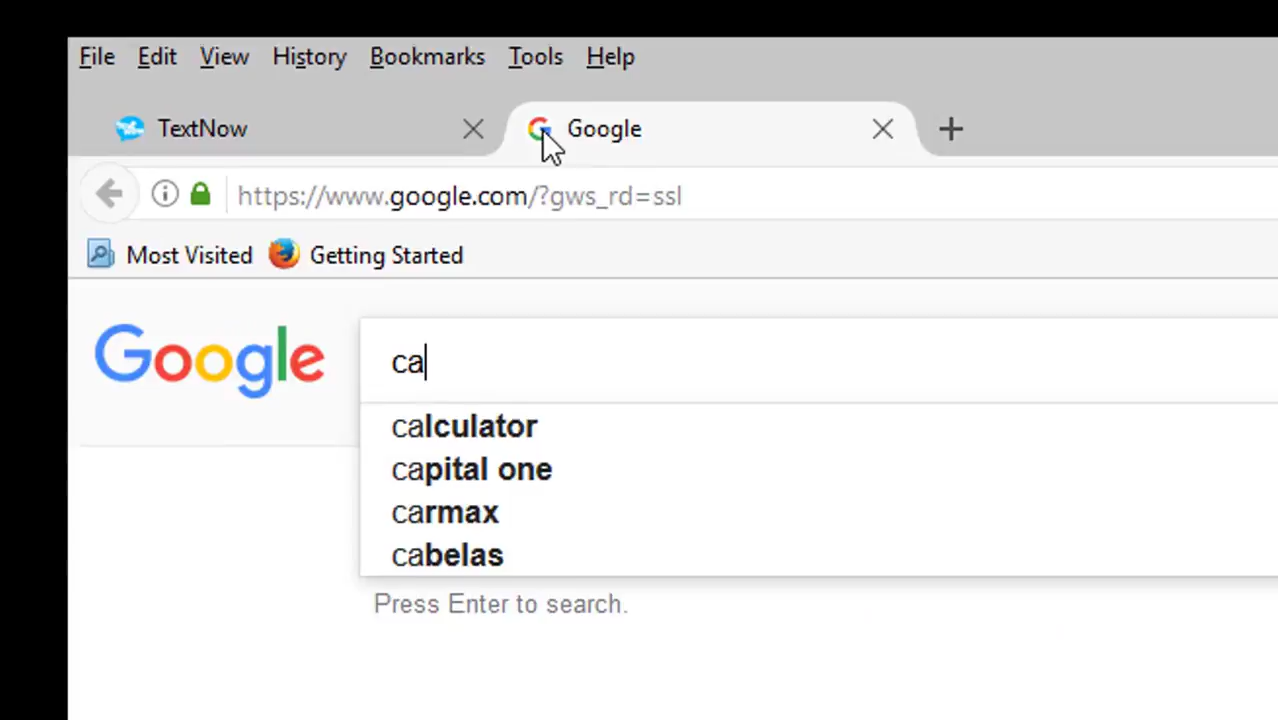 File Edit View History Bookmarks Tools Help
TextNow Google
https://www.google.com/?gws_rd=ssl
Most Visited Getting Started
Google ca
calculator
capital one
carmax
cabelas
Press Enter to search.